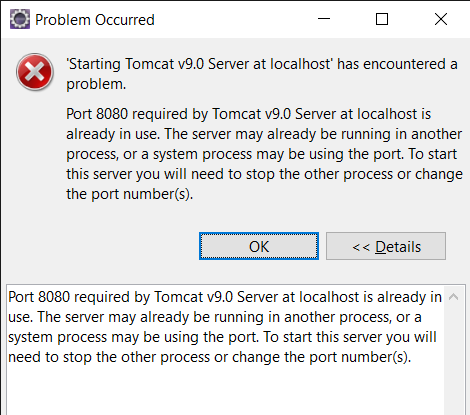 Problem Occurred
'Starting Tomcat v9.0 Server at localhost' has encountered a
problem.
Port 8080 required by Tomcat v9.0 Server at localhost is
already in use. The server may already be running in another
process, or a system process may be using the port. To start
this server you will need to stop the other process or change
the port number(s).
OK
<< Details
Port 8080 required by Tomcat v9.0 Server at localhost is already in
use. The server may already be running in another process, or a
system process may be using the port. To start this server you will
need to stop the other process or change the port number(s).